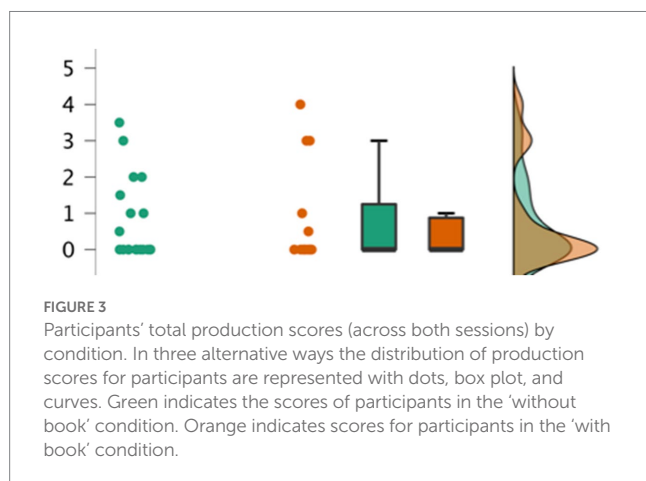 5
4
3
2
1
0
FIGURE 3
Participants’ total production scores (across both sessions) by
condition. In three alternative ways the distribution of production
scores for participants are represented with dots, box plot, and
curves. Green indicates the scores of participants in the ‘without
book’ condition. Orange indicates scores for participants in the ‘with
book’ condition.